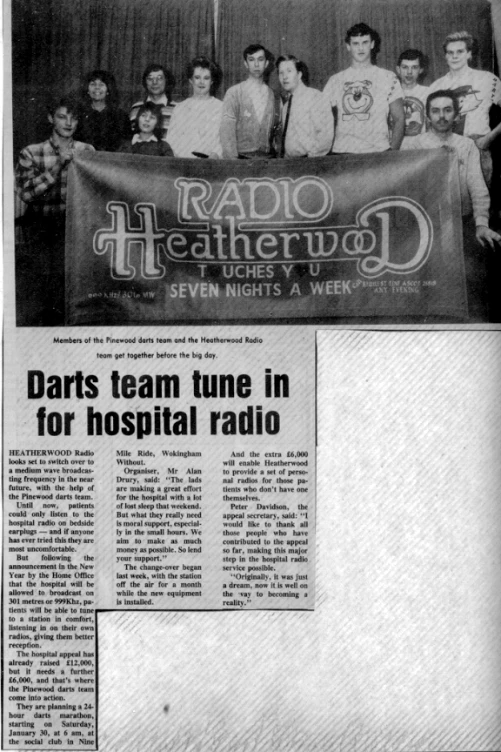 RADIO
Heatherwood
T UCHES Y U
SEVEN NIGHTS A WEEK
Members of the Pinewood darts team and the Heatherwood Radio
team get together before the big day.
Darts team tune in
for hospital radio
HEATHERWOOD Radio
looks set to switch over to
a medium wave broadcas-
ting frequency in the near
future, with the help of
the Pinewood darts team.
Until now, patients
could only listen to the
hospital radio on bedside
earplugs — and if anyone
has ever tried this they are
most uncomfortable.
But following the
announcement in the New
Year by the Home Office
that the hospital will be
allowed to broadcast on
301 metres or 999Khz, pa-
tients will be able to tune
to a station in comfort,
listening in on their own
radios, giving them better
reception.
The hospital appeal has
already raised £12,000,
but it needs a further
£6,000, and that's where
the Pinewood darts team
come into action.
They are planning a 24-
hour darts marathon,
starting on Saturday,
January 30, at 6 am, at
the social club in Nine
Mile Ride, Wokingham
Without.
Organiser, Mr Alan
Drury, said: "The lads
are making a great effort
for the hospital with a lot
of lost sleep that weekend.
But what they really need
is moral support, especial-
ly in the small hours. We
aim to make as much
money as possible. So lend
your support."
The change-over began
last week, with the station
off the air for a month
while the new equipment
is installed.
And the extra £6,000
will enable Heatherwood
to provide a set of perso-
nal radios for those pa-
tients who don't have one
themselves.
Peter Davidson, the
appeal secretary, said: "I
would like to thank all
those people who have
contributed to the appeal
so far, making this major
step in the hospital radio
service possible.
"Originally, it was just
a dream, now it is well on
the way to becoming a
reality."